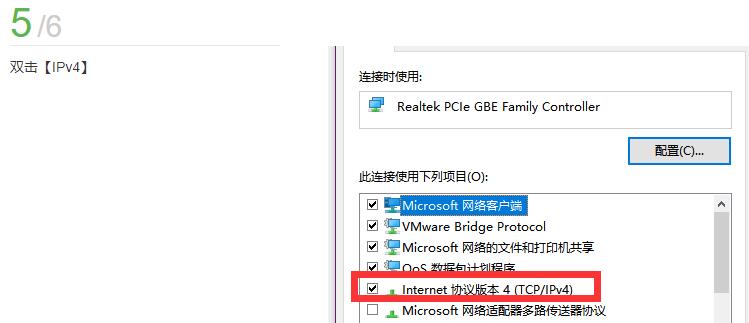 5/6
双击【IPv4】
连接时使用:
Realtek PCIe GBE Family Controller
配置(C)...
此连接使用下列项目(O):
Microsoft 网络客户端
VMware Bridge Protocol
Microsoft 网络的文件和打印机共享
QoS 数据包计划程序
Internet 协议版本 4 (TCP/IPv4)
Microsoft 网络适配器多路传送器协议